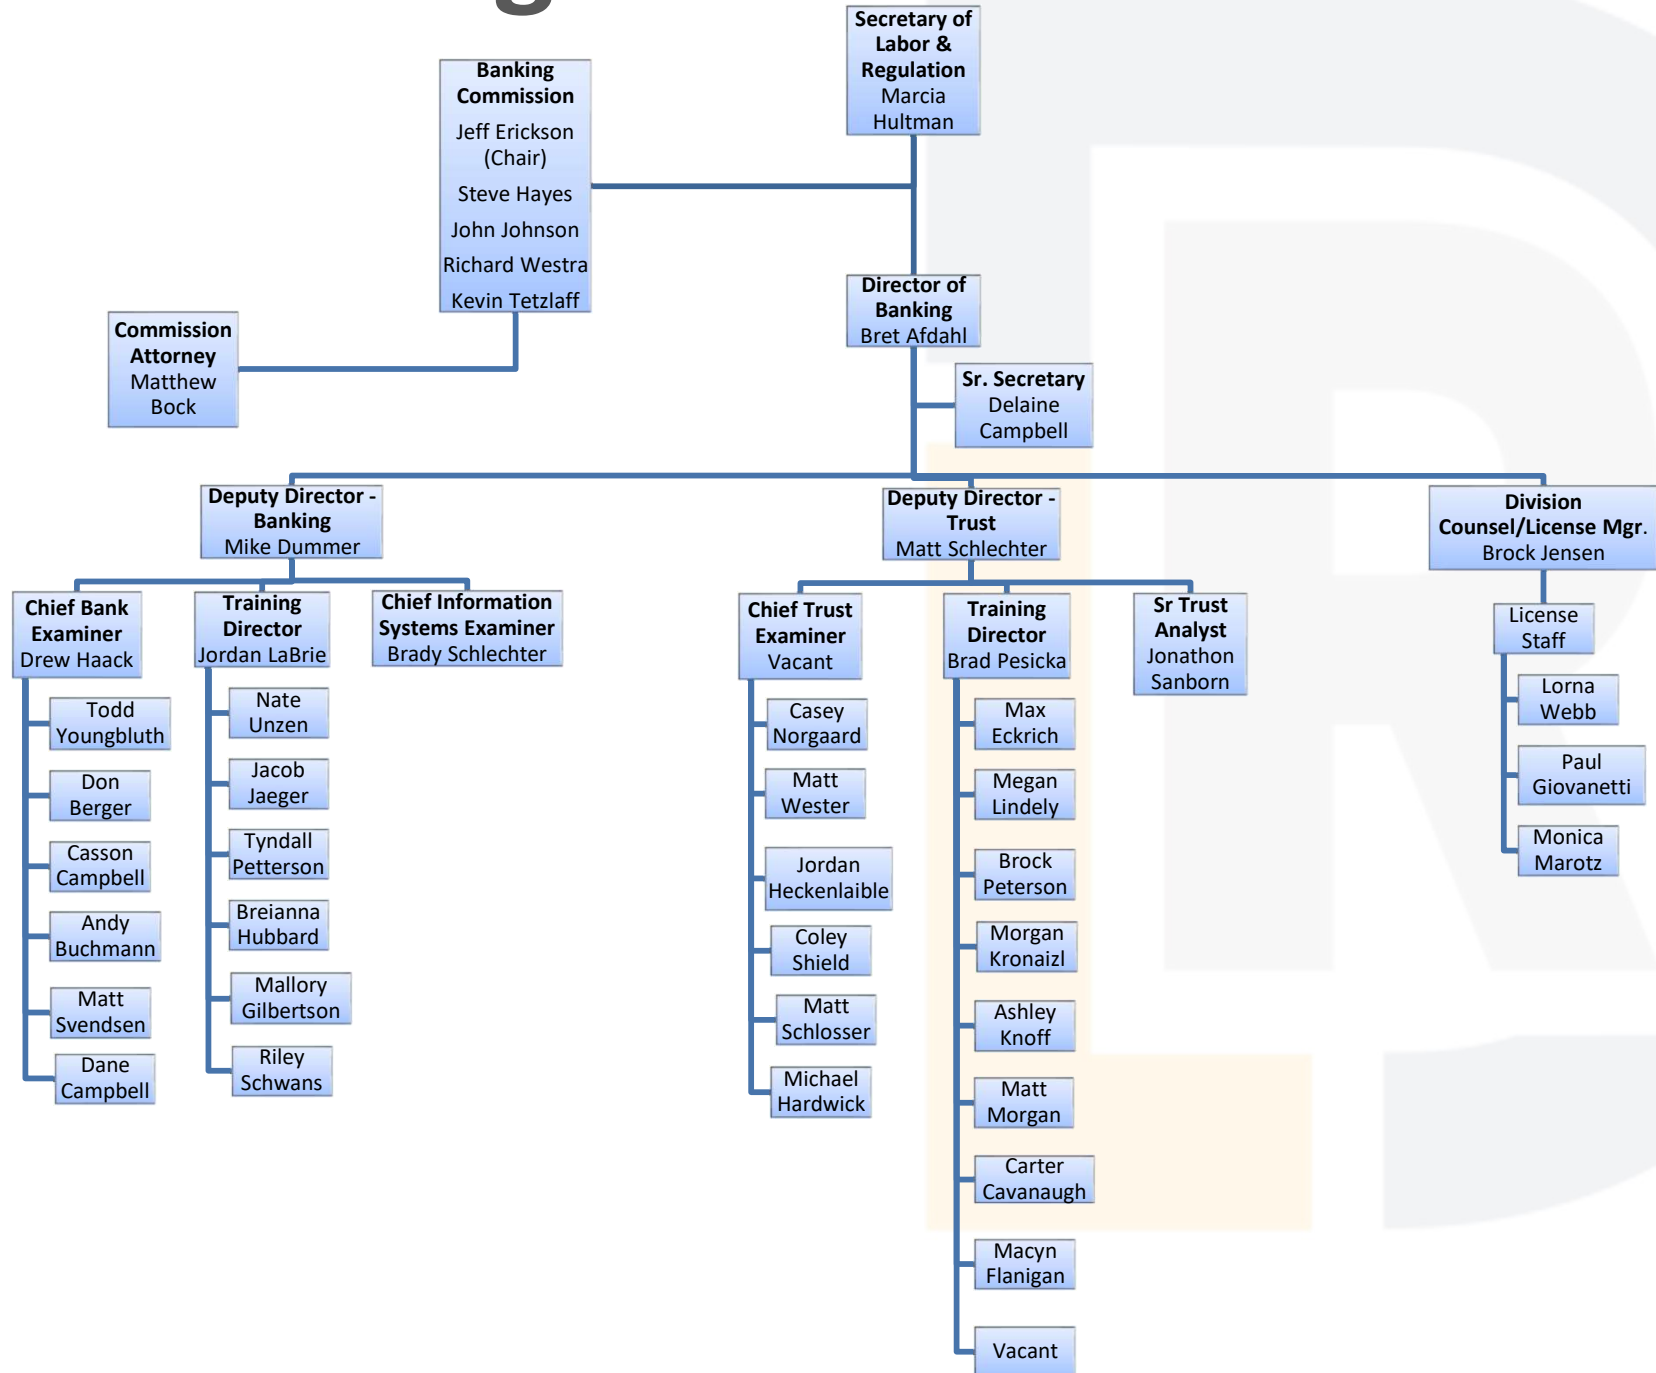 Secretary of
Labor &
Regulation
Marcia
Hultman
Banking
Commission
Jeff Erickson
(Chair)
Steve Hayes
John Johnson
Richard Westra
Kevin Tetzlaff
Director of
Banking
Bret Afdahl
Commission
Attorney
Matthew
Bock
Sr. Secretary
Delaine
Campbell
Deputy Director -
Banking
Mike Dummer
Deputy Director -
Trust
Matt Schlechter
Division
Counsel/License Mgr.
Brock Jensen
Chief Bank
Examiner
Drew Haack
Training
Director
Jordan LaBrie
Chief Information
Systems Examiner
Brady Schlechter
Chief Trust
Examiner
Vacant
Training
Director
Brad Pesicka
Sr Trust
Analyst
Jonathon
Sanborn
License
Staff
Todd
Youngbluth
Don
Berger
Casson
Campbell
Andy
Buchmann
Matt
Svendsen
Dane
Campbell
Nate
Unzen
Jacob
Jaeger
Tyndall
Petterson
Breianna
Hubbard
Mallory
Gilbertson
Riley
Schwans
Casey
Norgaard
Matt
Wester
Jordan
Heckenlaible
Coley
Shield
Matt
Schlosser
Michael
Hardwick
Max
Eckrich
Megan
Lindely
Brock
Peterson
Morgan
Kronaizl
Ashley
Knoff
Matt
Morgan
Carter
Cavanaugh
Macyn
Flanigan
Vacant
Lorna
Webb
Paul
Giovanetti
Monica
Marotz